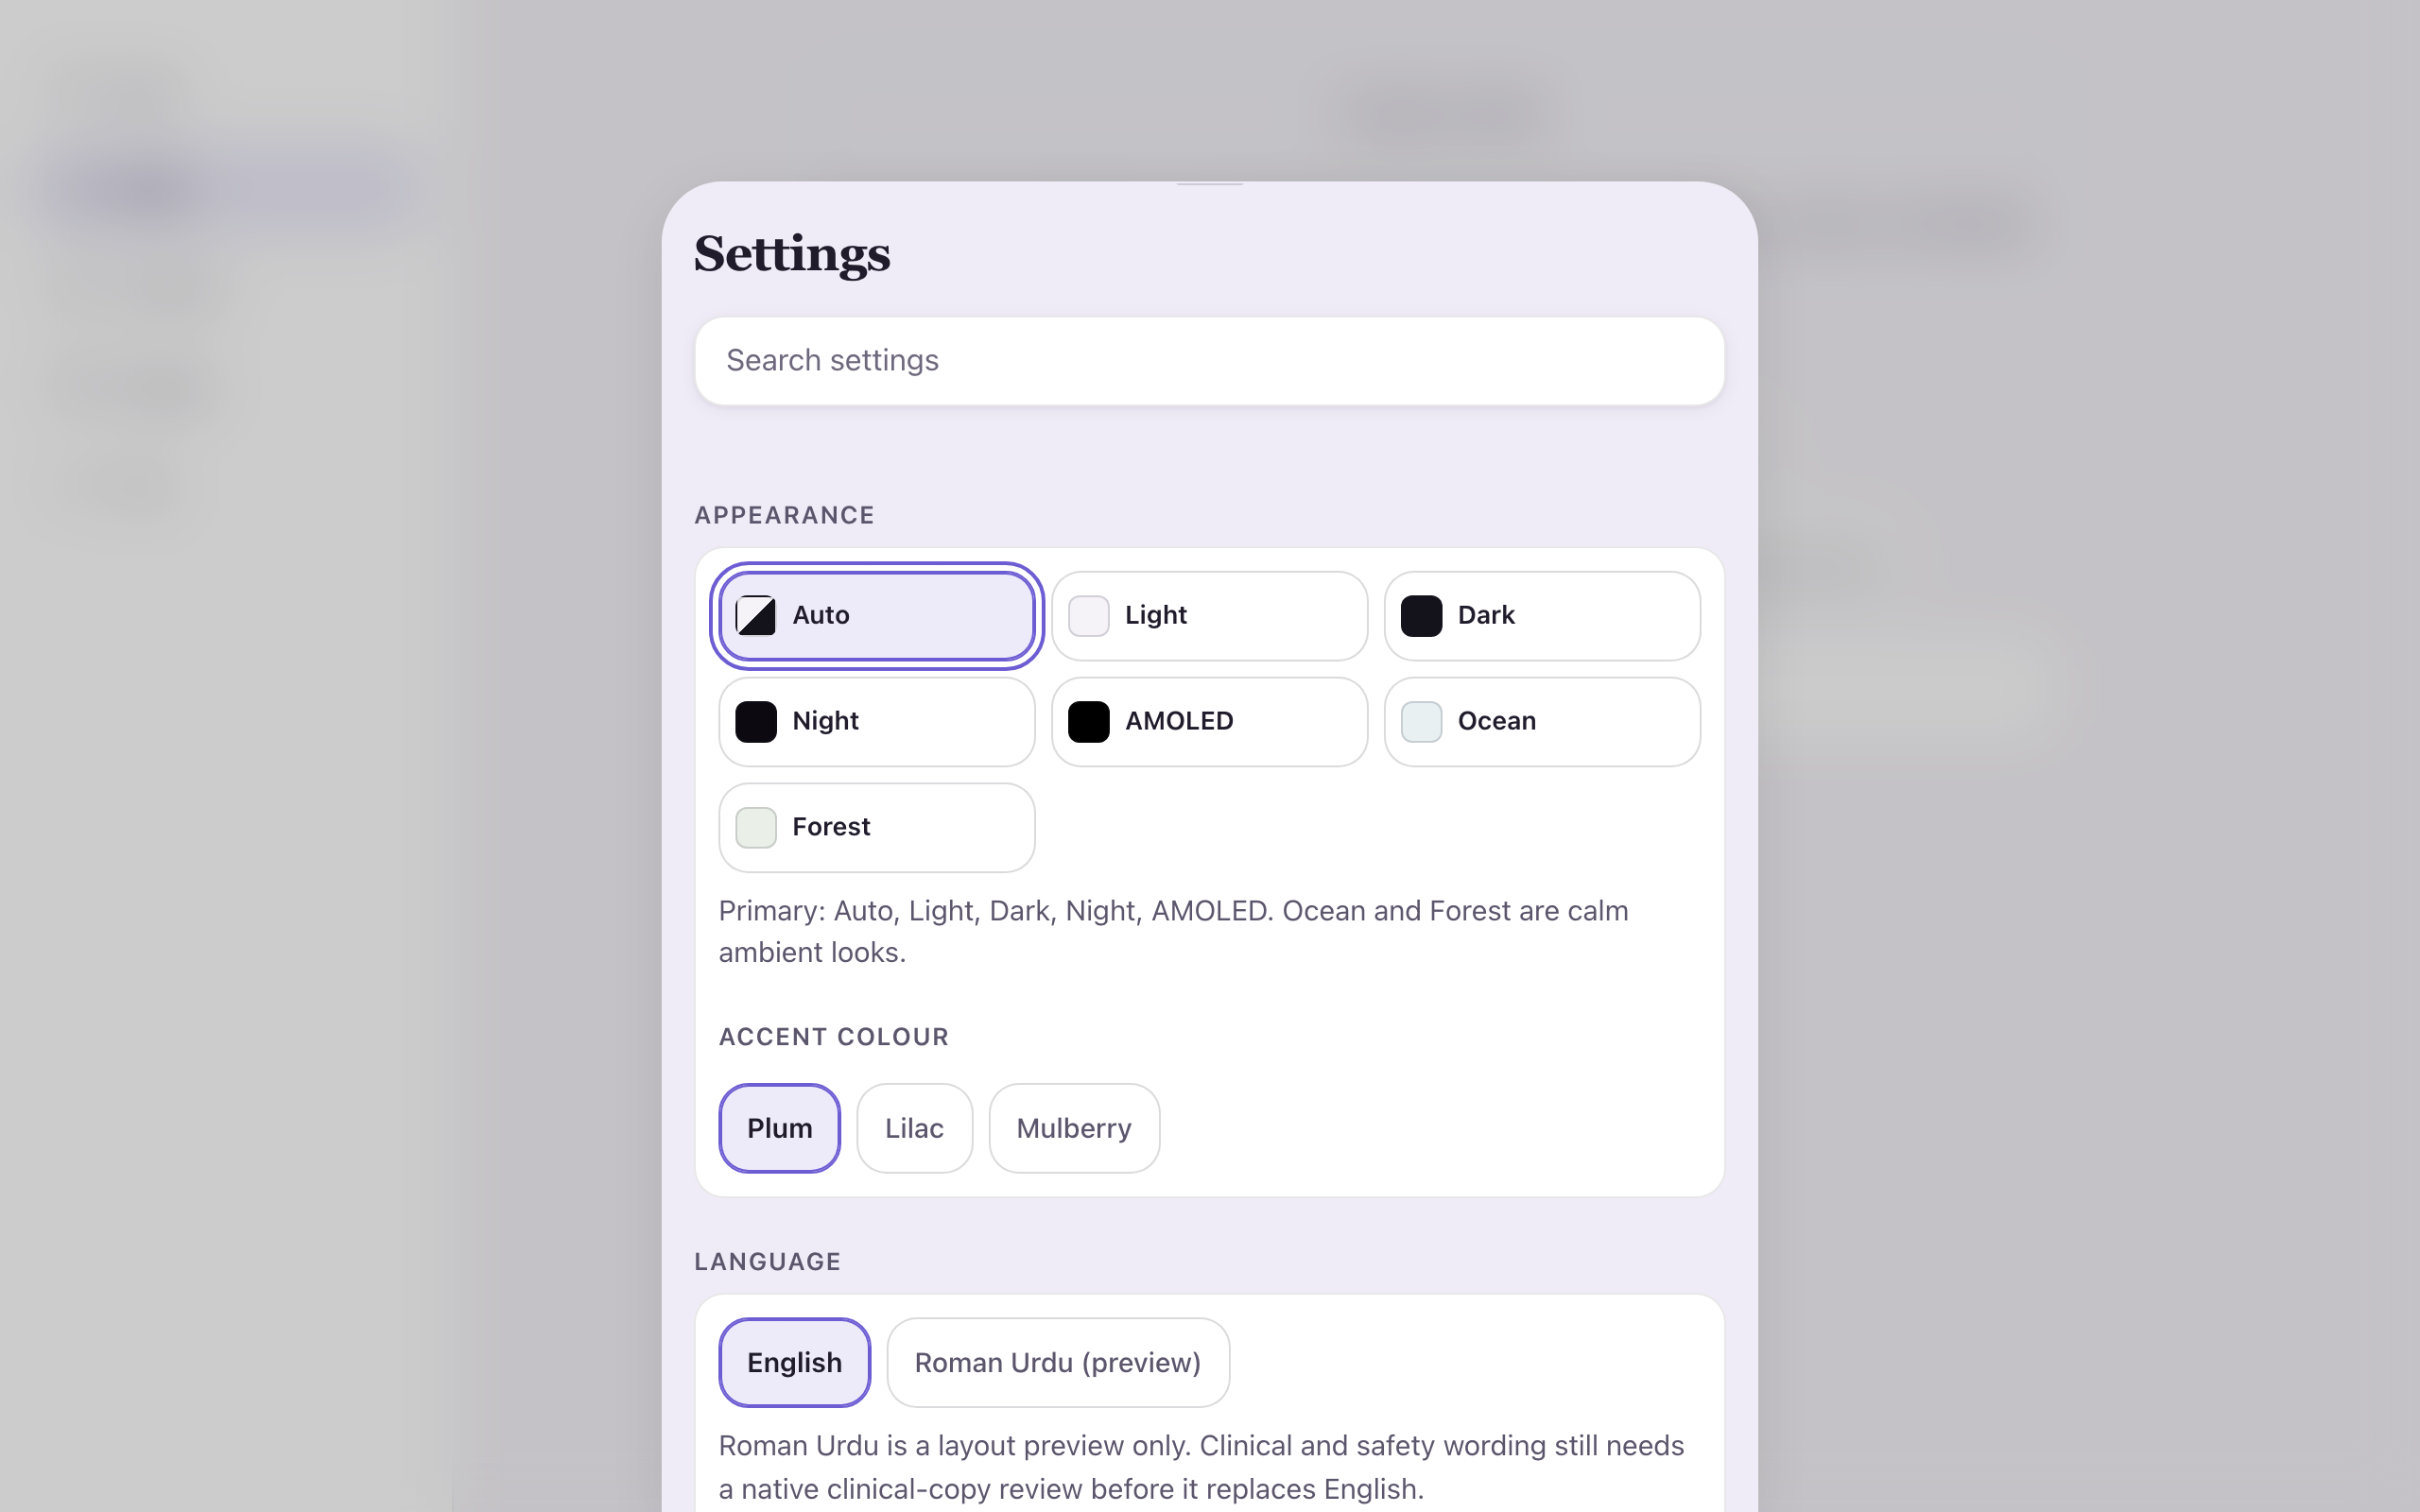 Settings
Search settings
APPEARANCE
Auto
Light
Dark
Night
AMOLED
Ocean
Forest
Primary: Auto, Light, Dark, Night, AMOLED. Ocean and Forest are calm
ambient looks.
ACCENT COLOUR
Plum
Lilac
Mulberry
LANGUAGE
English
Roman Urdu (preview)
Roman Urdu is a layout preview only. Clinical and safety wording still needs
a native clinical-copy review before it replaces English.